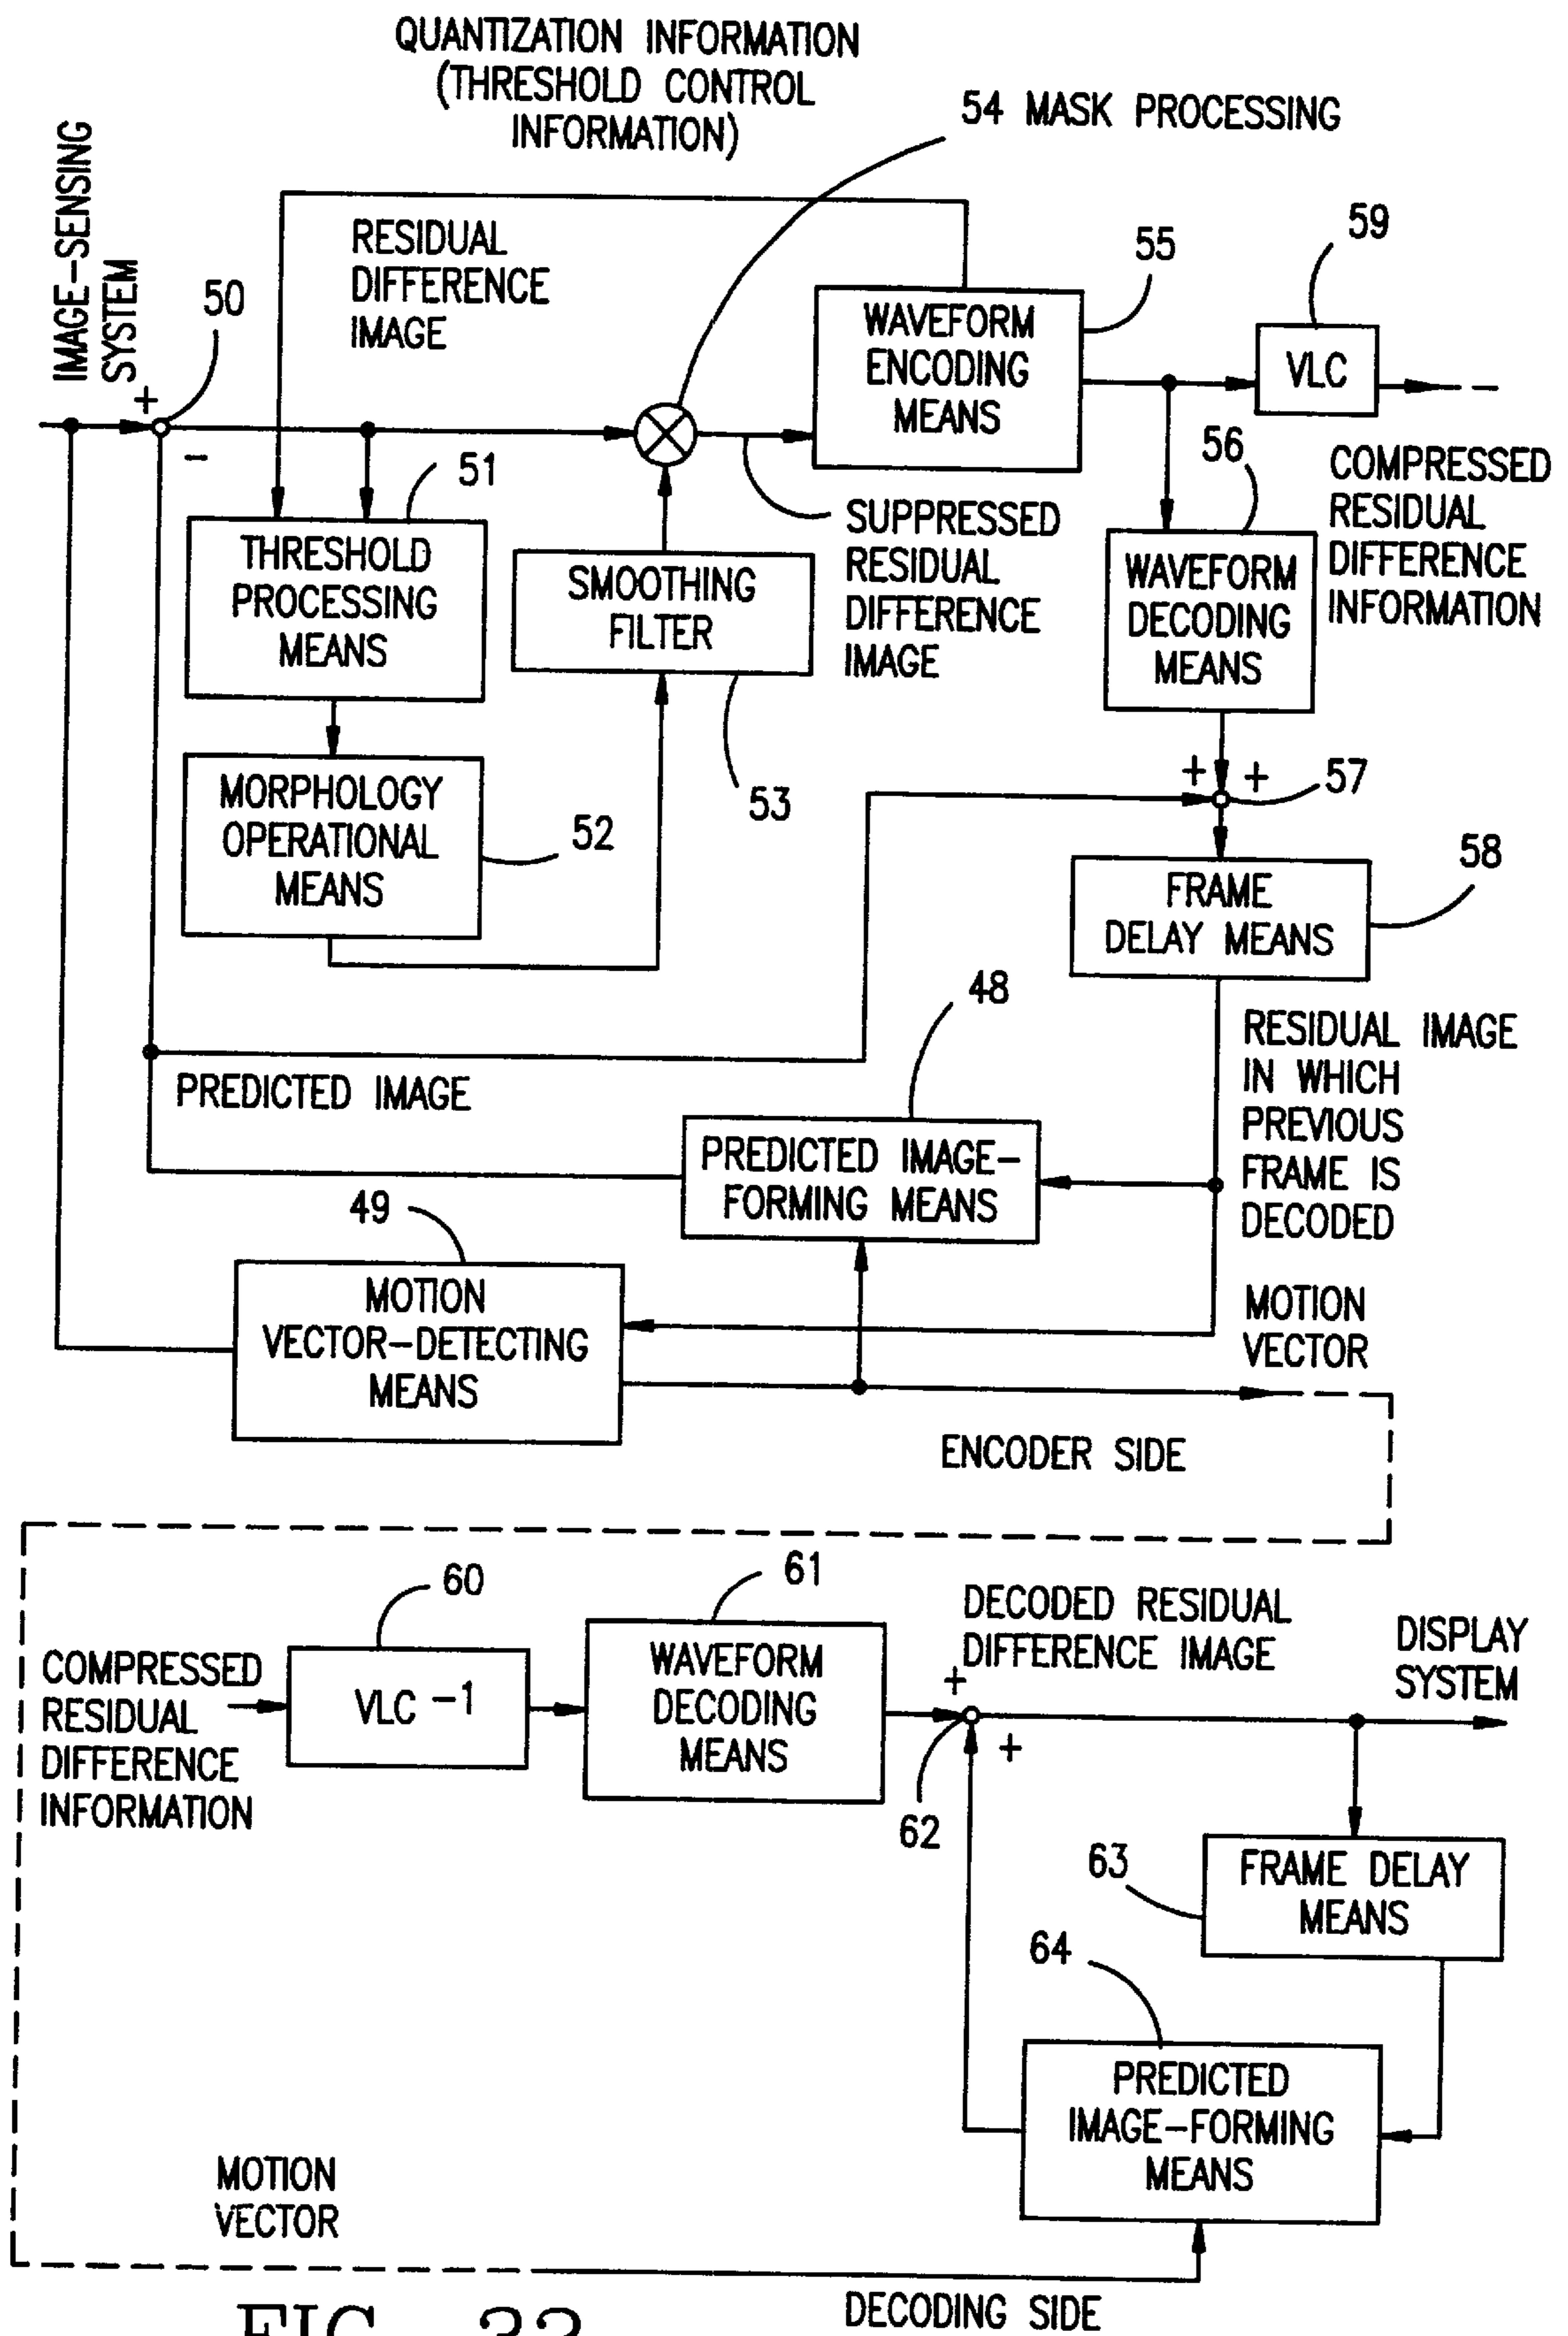 QUANTIZATION INFORMATION
(THRESHOLD CONTROL
INFORMATION)
54 MASK PROCESSING
IMAGE-SENSING
SYSTEM
RESIDUAL
DIFFERENCE
IMAGE
50
+
-
55
59
WAVEFORM
ENCODING
MEANS
VLC
51
THRESHOLD
PROCESSING
MEANS
SMOOTHING
FILTER
SUPPRESSED
RESIDUAL
DIFFERENCE
IMAGE
56
WAVEFORM
DECODING
MEANS
COMPRESSED
RESIDUAL
DIFFERENCE
INFORMATION
MORPHOLOGY
OPERATIONAL
MEANS
52
53
+ +
57
58
FRAME
DELAY MEANS
48
PREDICTED IMAGE
PREDICTED IMAGE-
FORMING MEANS
RESIDUAL IMAGE
IN WHICH
PREVIOUS
FRAME IS
DECODED
49
MOTION
VECTOR-DETECTING
MEANS
MOTION
VECTOR
ENCODER SIDE
60
61
COMPRESSED
RESIDUAL
DIFFERENCE
INFORMATION
VLC -1
WAVEFORM
DECODING
MEANS
DECODED RESIDUAL
DIFFERENCE IMAGE
DISPLAY
SYSTEM
+
+
62
63
FRAME DELAY
MEANS
64
PREDICTED
IMAGE-FORMING
MEANS
MOTION
VECTOR
DECODING SIDE